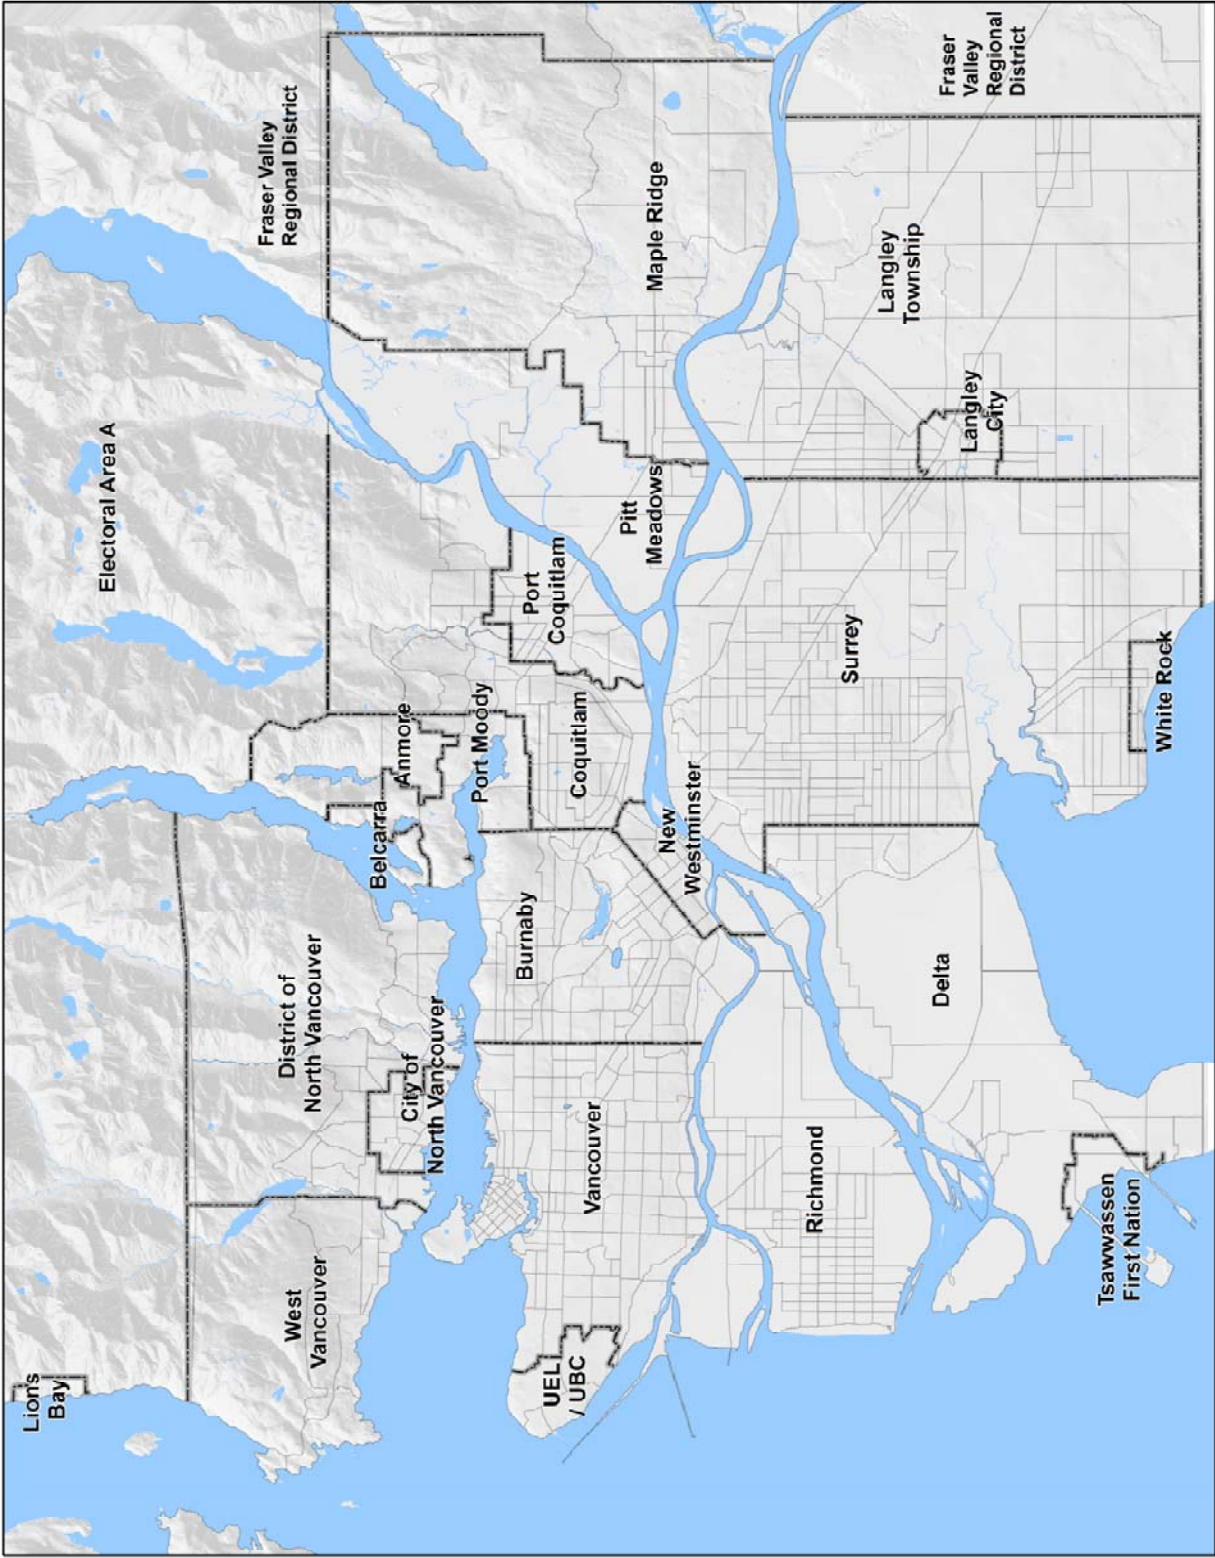 Lion's
Bay
Electoral Area A
Fraser Valley
Regional District
West
Vancouver
District of
North Vancouver
Belcarra
Anmore
City of
North Vancouver
Port Moody
Burnaby
Port
Coquitlam
UEL
/ UBC
Coquitlam
Vancouver
Pitt
Meadows
Maple Ridge
New
Westminster
Richmond
Surrey
Langley
Township
Delta
Fraser
Valley
Regional
District
Langley
City
Tsawwassen
First Nation
White Rock